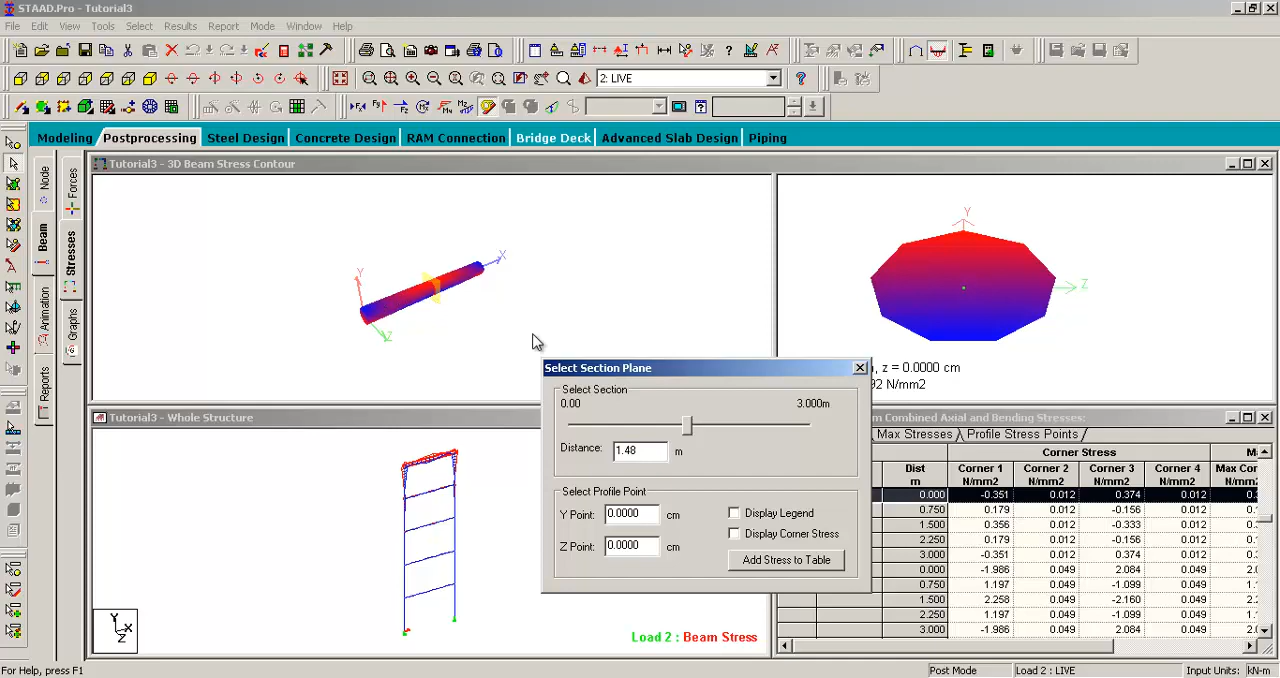 STAAD.Pro - Tutorial3
File Edit View Tools Select Results Report Mode Window Help
2: LIVE
Modeling Postprocessing Steel Design Concrete Design RAM Connection Bridge Deck Advanced Slab Design Piping
Node
Beam
Animation
Reports
Forces
Stresses
Graphs
Tutorial3 - 3D Beam Stress Contour
Y
X
Z
Y
Z
, z = 0.0000 cm
92 N/mm2
Select Section Plane
Select Section
0.00 3.000m
Distance: 1.48 m
Select Profile Point
Y Point: 0.0000 cm
Z Point: 0.0000 cm
Display Legend
Display Corner Stress
Add Stress to Table
Tutorial3 - Whole Structure
Y
X
Z
Load 2 : Beam Stress
m Combined Axial and Bending Stresses:
Max Stresses Profile Stress Points
Corner Stress
Dist
m Corner 1
N/mm2 Corner 2
N/mm2 Corner 3
N/mm2 Corner 4
N/mm2 Max Cor
N/mm2
0.000 -0.351 0.012 0.374 0.012
0.750 0.179 0.012 -0.156 0.012
1.500 0.356 0.012 -0.333 0.012
2.250 0.179 0.012 -0.156 0.012
3.000 -0.351 0.012 0.374 0.012
0.000 -1.986 0.049 2.084 0.049
0.750 1.197 0.049 -1.099 0.049
1.500 2.258 0.049 -2.160 0.049
2.250 1.197 0.049 -1.099 0.049
3.000 -1.986 0.049 2.084 0.049
For Help, press F1
Post Mode Load 2 : LIVE Input Units: kN-m